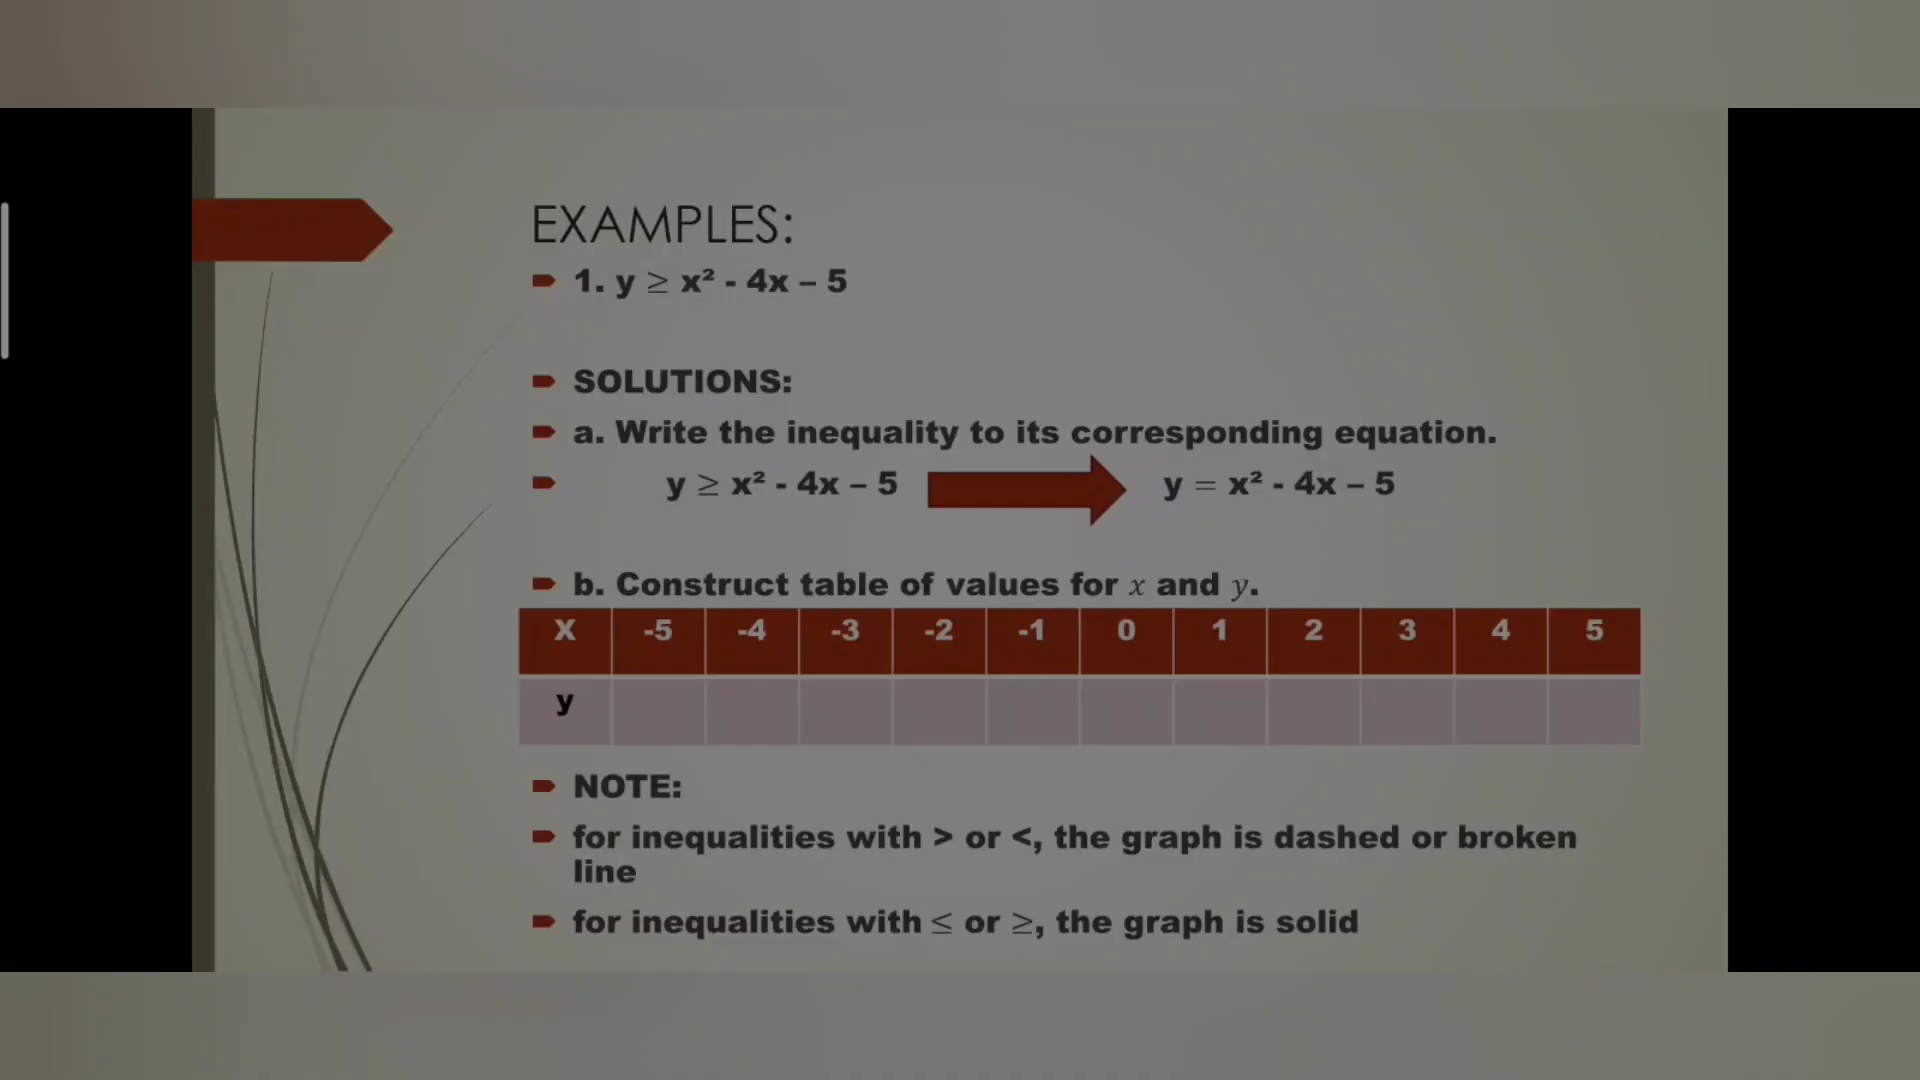 EXAMPLES:
1. y ≥ x² - 4x – 5
SOLUTIONS:
a. Write the inequality to its corresponding equation.
y ≥ x² - 4x – 5 y = x² - 4x – 5
b. Construct table of values for x and y.
X -5 -4 -3 -2 -1 0 1 2 3 4 5
y
NOTE:
for inequalities with > or <, the graph is dashed or broken
line
for inequalities with ≤ or ≥, the graph is solid